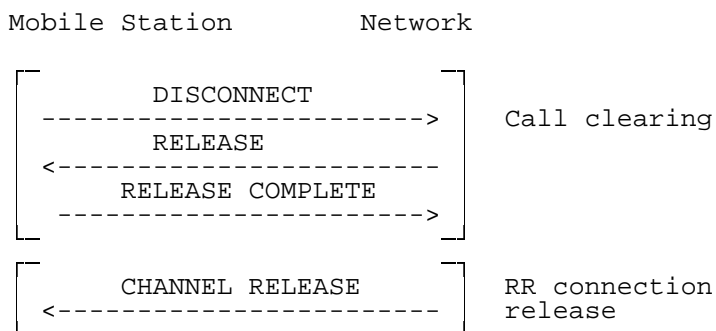 Mobile Station Network
DISCONNECT
------------------------> Call clearing
RELEASE
<------------------------
RELEASE COMPLETE
----------------------->
CHANNEL RELEASE RR connection
<------------------------ release